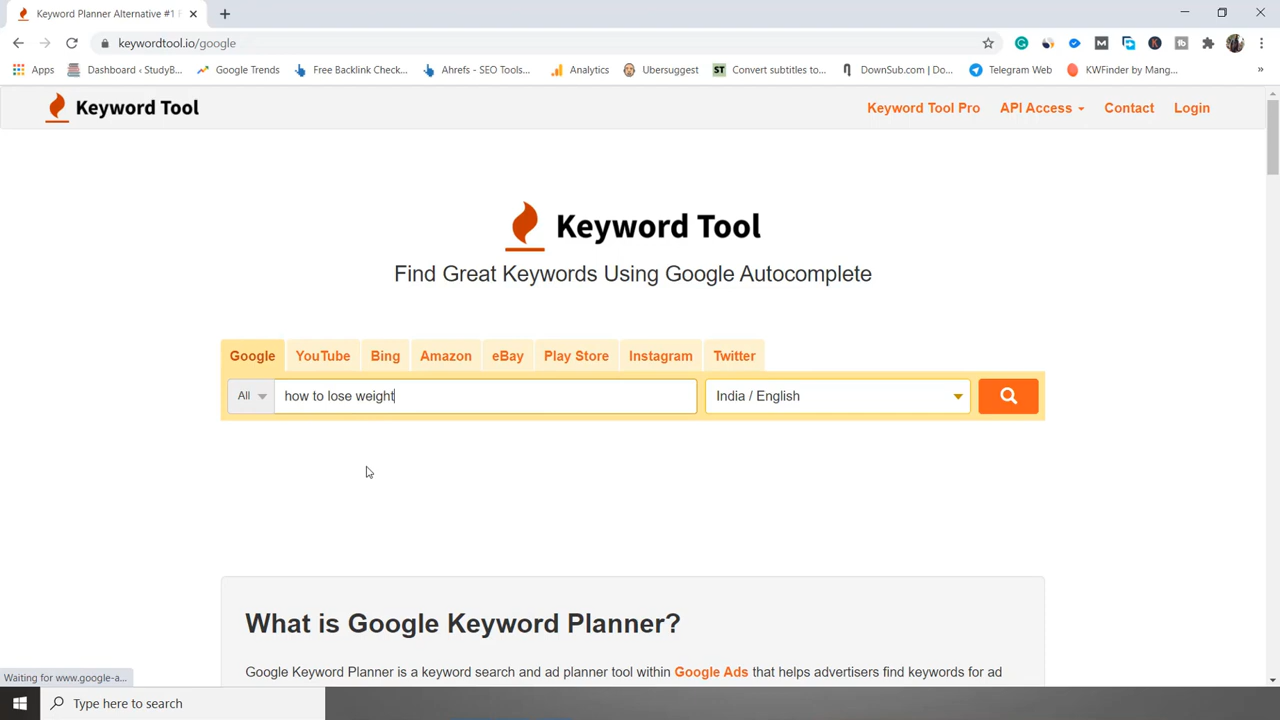 Keyword Planner Alternative #1 F
keywordtool.io/google
Apps
Dashboard ‹ StudyB...
Google Trends
Free Backlink Check...
Ahrefs - SEO Tools...
Analytics
Ubersuggest
ST
Convert subtitles to...
DownSub.com | Do...
Telegram Web
KWFinder by Mang...
»
Keyword Tool
Keyword Tool Pro
API Access
Contact
Login
Keyword Tool
Find Great Keywords Using Google Autocomplete
Google
YouTube
Bing
Amazon
eBay
Play Store
Instagram
Twitter
All
how to lose weight
India / English
What is Google Keyword Planner?
Google Keyword Planner is a keyword search and ad planner tool within Google Ads that helps advertisers find keywords for ad
Waiting for www.google-a...
Type here to search